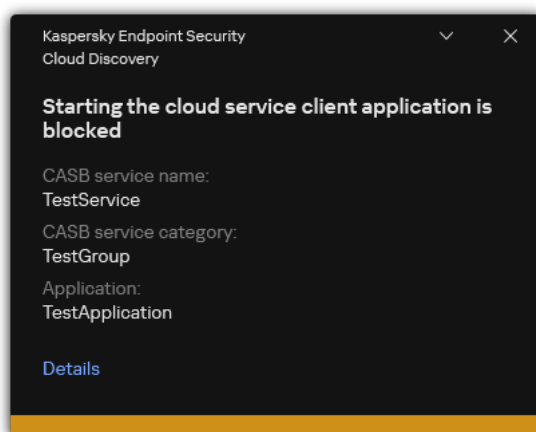 Kaspersky Endpoint Security
Cloud Discovery
Starting the cloud service client application is
blocked
CASB service name:
TestService
CASB service category:
TestGroup
Application:
TestApplication
Details